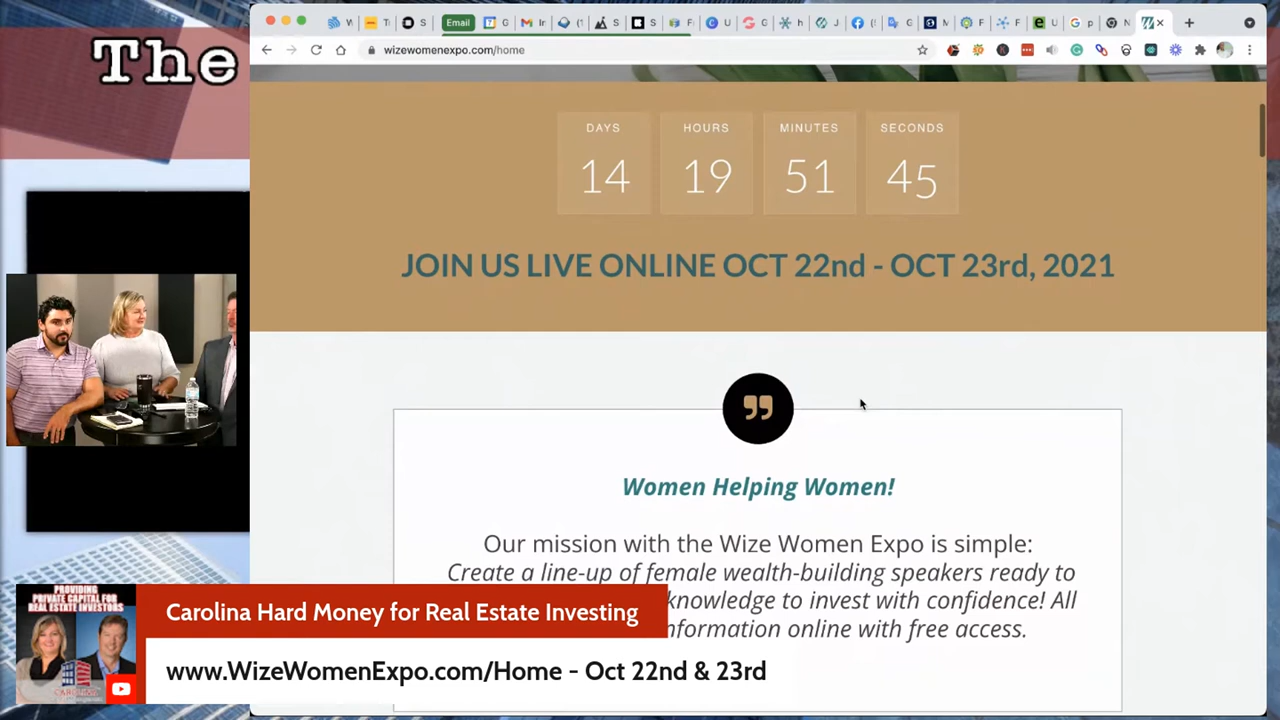 The
Email
wizewomenexpo.com/home
DAYS HOURS MINUTES SECONDS
14 19 51 45
JOIN US LIVE ONLINE OCT 22nd - OCT 23rd, 2021
Women Helping Women!
Our mission with the Wize Women Expo is simple:
Create a line-up of female wealth-building speakers ready to
knowledge to invest with confidence! All
information online with free access.
PROVIDING
PRIVATE CAPITAL FOR
REAL ESTATE INVESTORS
CAROLINA
Carolina Hard Money for Real Estate Investing
www.WizeWomenExpo.com/Home - Oct 22nd & 23rd